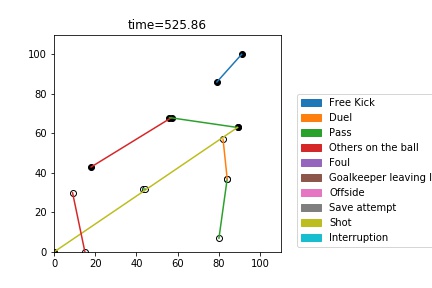 time=525.86
100
80
60
40
20
0
0 20 40 60 80 100
Free Kick
Duel
Pass
Others on the ball
Foul
Goalkeeper leaving l
Offside
Save attempt
Shot
Interruption